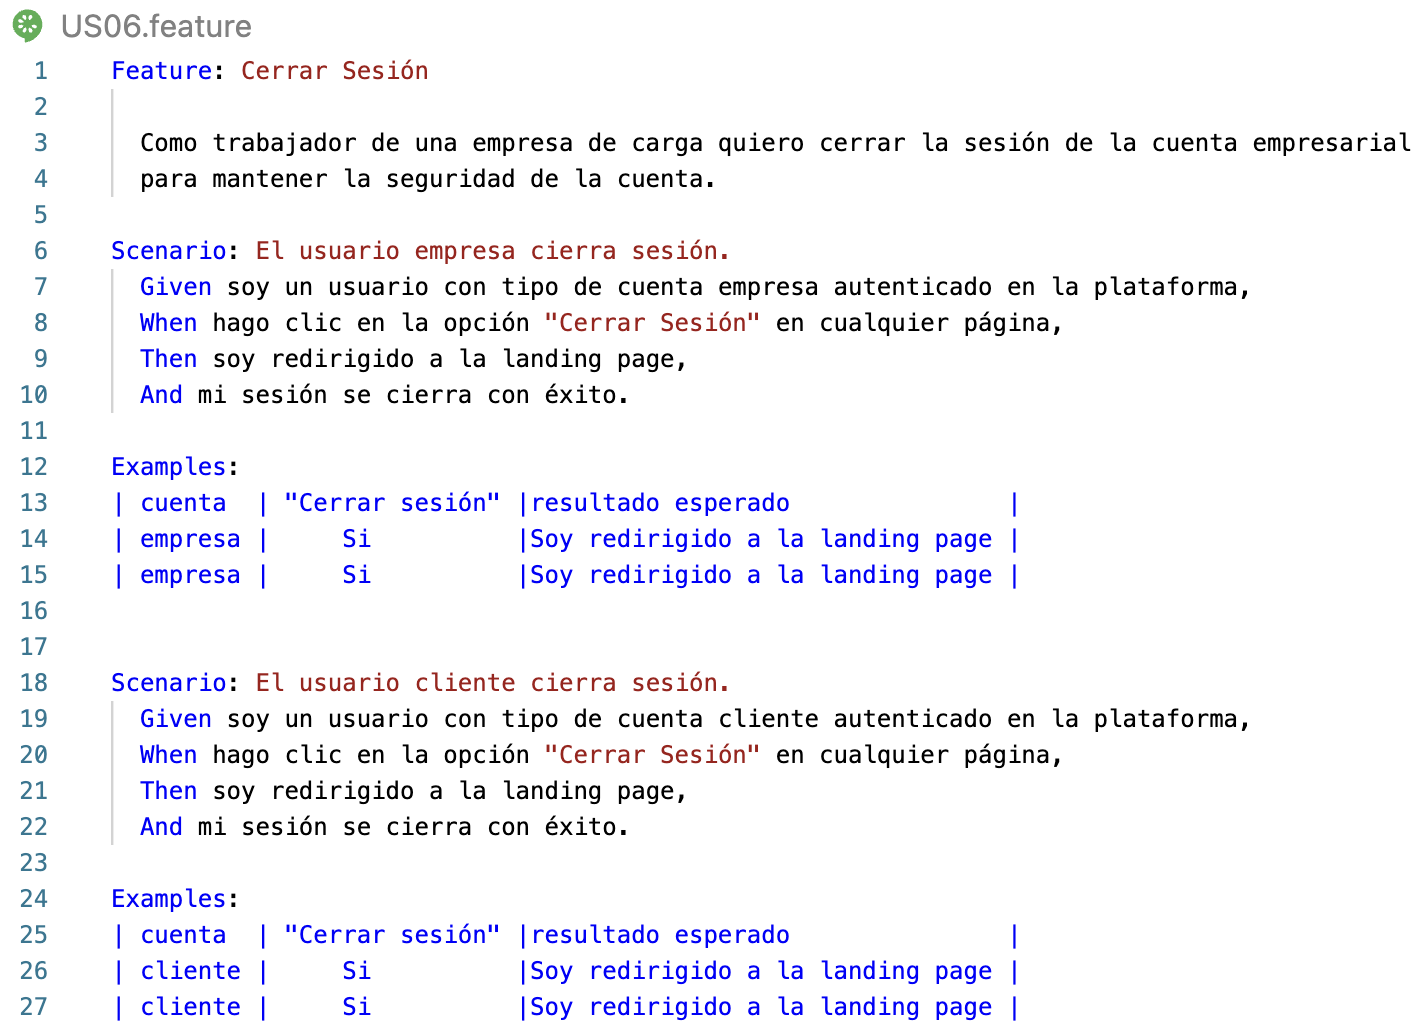 US06.feature
1 Feature: Cerrar Sesión
2
3 Como trabajador de una empresa de carga quiero cerrar la sesión de la cuenta empresarial
4 para mantener la seguridad de la cuenta.
5
6 Scenario: El usuario empresa cierra sesión.
7 Given soy un usuario con tipo de cuenta empresa autenticado en la plataforma,
8 When hago clic en la opción "Cerrar Sesión" en cualquier página,
9 Then soy redirigido a la landing page,
10 And mi sesión se cierra con éxito.
11
12 Examples:
13 | cuenta | "Cerrar sesión" |resultado esperado |
14 | empresa | Si |Soy redirigido a la landing page |
15 | empresa | Si |Soy redirigido a la landing page |
16
17
18 Scenario: El usuario cliente cierra sesión.
19 Given soy un usuario con tipo de cuenta cliente autenticado en la plataforma,
20 When hago clic en la opción "Cerrar Sesión" en cualquier página,
21 Then soy redirigido a la landing page,
22 And mi sesión se cierra con éxito.
23
24 Examples:
25 | cuenta | "Cerrar sesión" |resultado esperado |
26 | cliente | Si |Soy redirigido a la landing page |
27 | cliente | Si |Soy redirigido a la landing page |